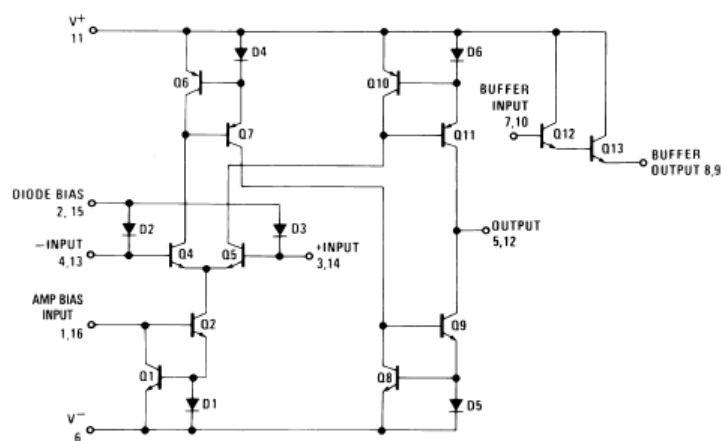 V+
11
D4
D6
Q6
Q10
BUFFER
INPUT
7,10
Q12
Q7
Q11
Q13
BUFFER
OUTPUT 8,9
DIODE BIAS
2, 15
D2
D3
OUTPUT
5,12
–INPUT
4,13
Q4
Q5
+INPUT
3,14
AMP BIAS
INPUT
1,16
Q2
Q9
Q1
D1
Q8
D5
V–
6